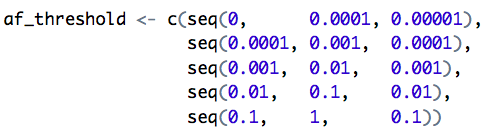 af_threshold <- c(seq(0,      0.0001, 0.00001),
                  seq(0.0001, 0.001,  0.0001),
                  seq(0.001,  0.01,   0.001),
                  seq(0.01,   0.1,    0.01),
                  seq(0.1,    1,      0.1))